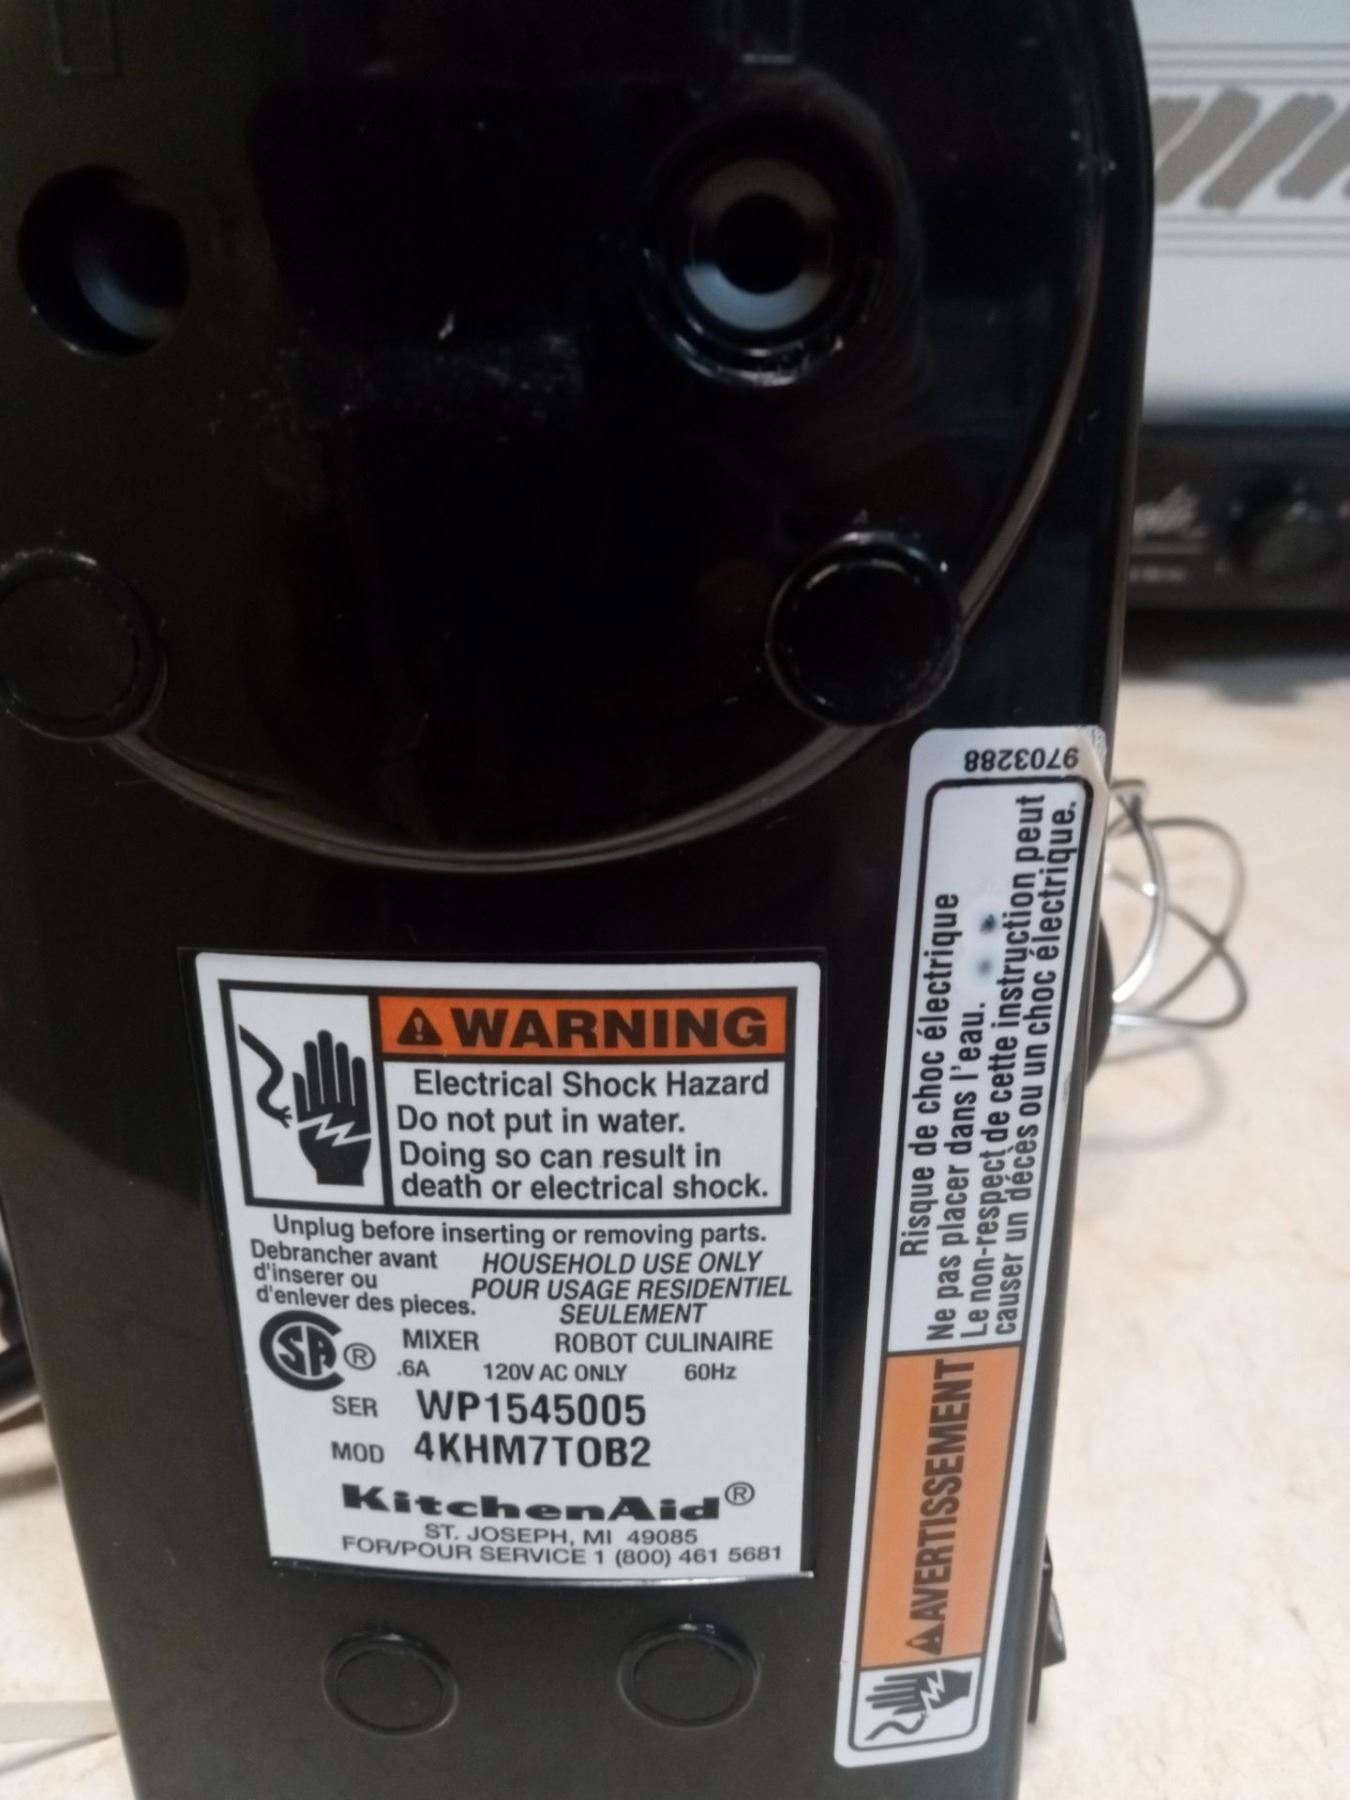 WARNING
Electrical Shock Hazard
Do not put in water.
Doing so can result in
death or electrical shock.
Unplug before inserting or removing parts.
Debrancher avant
d'inserer ou
d'enlever des pieces.
HOUSEHOLD USE ONLY
POUR USAGE RESIDENTIEL
SEULEMENT
SA ®
MIXER ROBOT CULINAIRE
.6A 120V AC ONLY 60Hz
SER WP1545005
MOD 4KHM7TOB2
KitchenAid®
ST. JOSEPH, MI 49085
FOR/POUR SERVICE 1 (800) 461 5681
AVERTISSEMENT
Risque de choc électrique
Ne pas placer dans l'eau.
Le non-respect de cette instruction peut
causer un décès ou un choc électrique.
9703288